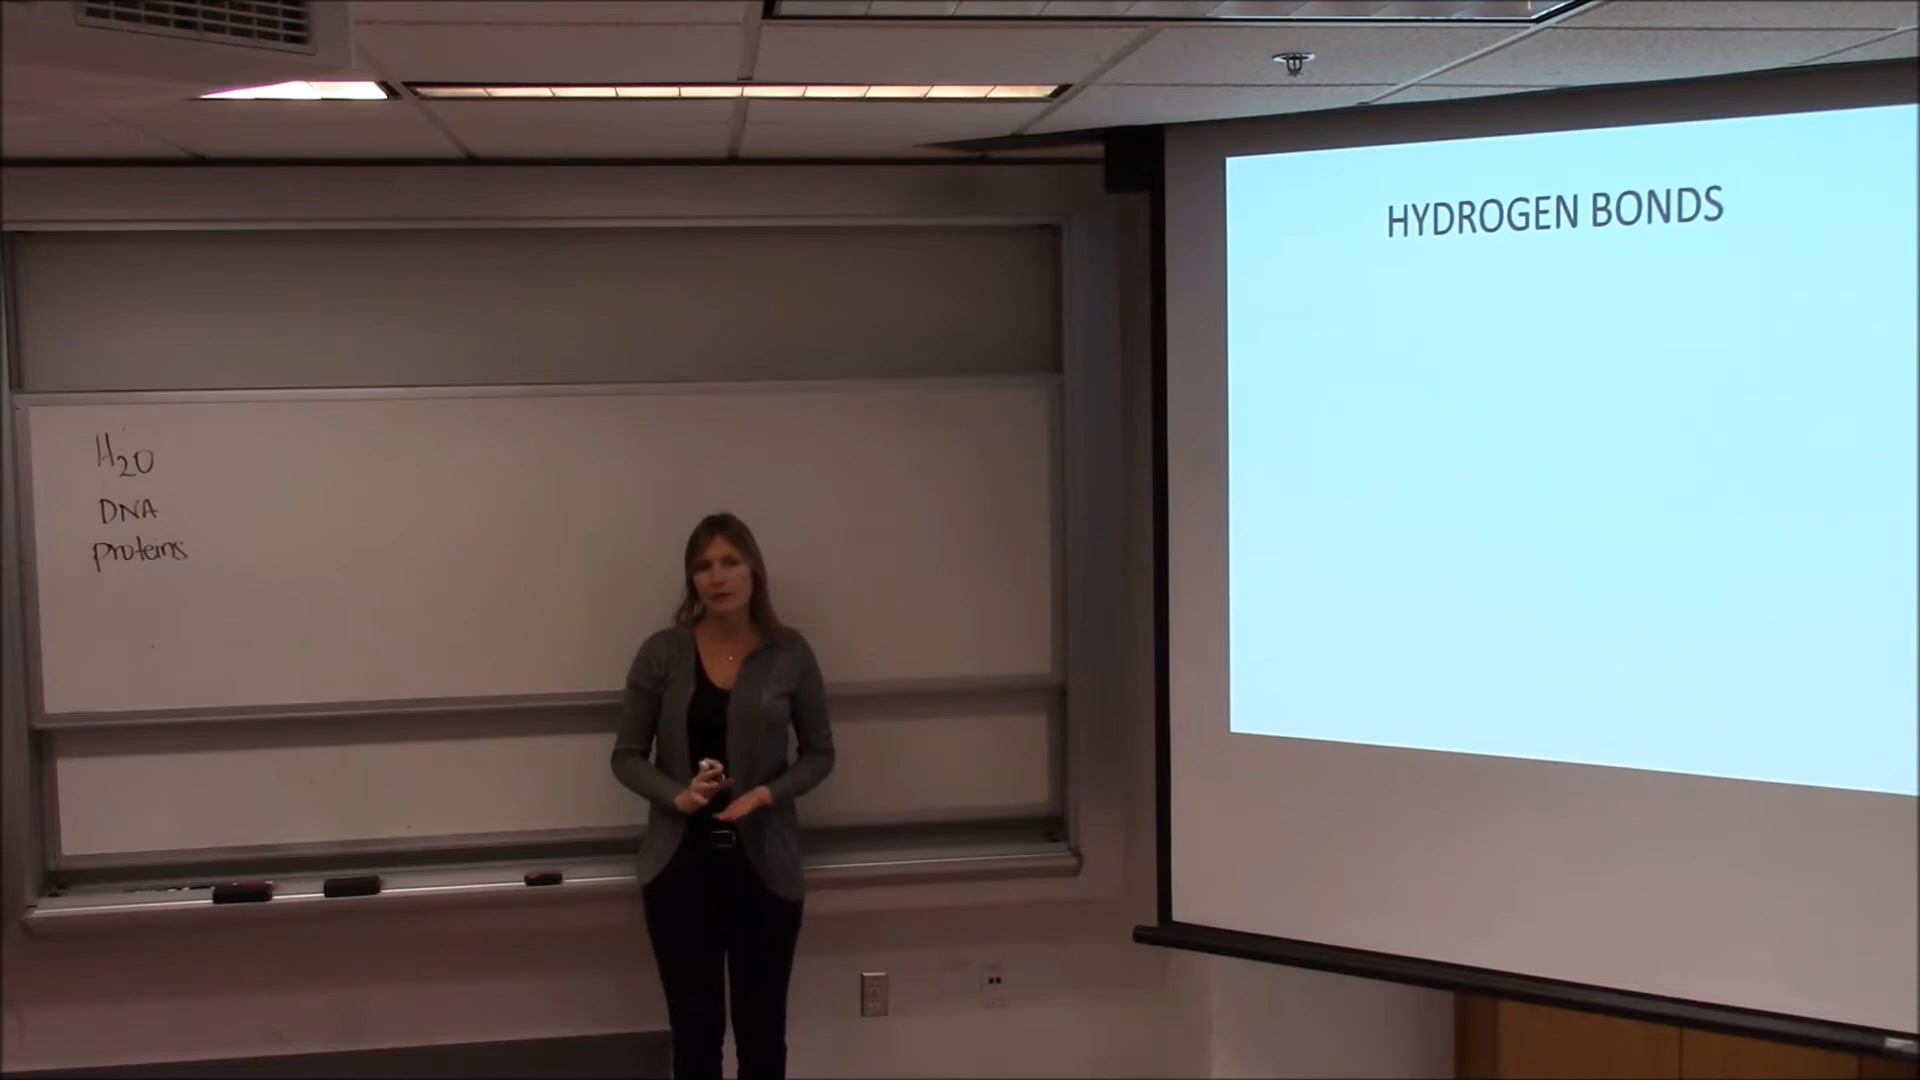 H₂O
DNA
proteins
HYDROGEN BONDS